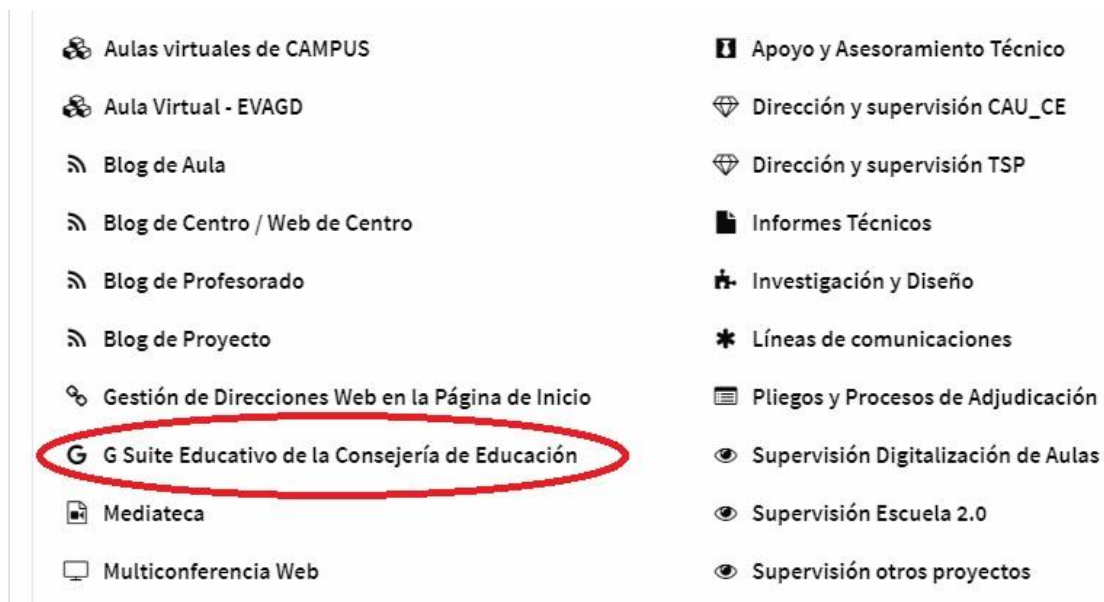 Aulas virtuales de CAMPUS
Aula Virtual - EVAGD
Blog de Aula
Blog de Centro / Web de Centro
Blog de Profesorado
Blog de Proyecto
Gestión de Direcciones Web en la Página de Inicio
G Suite Educativo de la Consejería de Educación
Mediateca
Multiconferencia Web
Apoyo y Asesoramiento Técnico
Dirección y supervisión CAU_CE
Dirección y supervisión TSP
Informes Técnicos
Investigación y Diseño
Líneas de comunicaciones
Pliegos y Procesos de Adjudicación
Supervisión Digitalización de Aulas
Supervisión Escuela 2.0
Supervisión otros proyectos